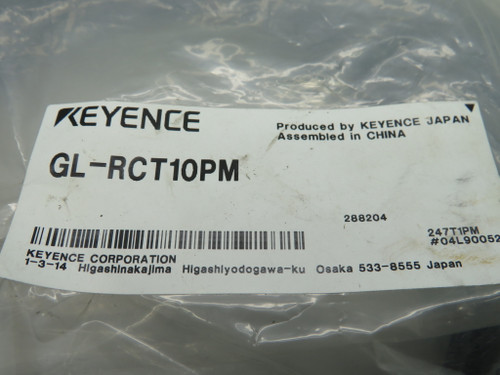 KEYENCE
Produced by KEYENCE JAPAN
Assembled in CHINA
GL-RCT10PM
288204
247T1PM
#04L90052
KEYENCE CORPORATION
1-3-14 Higashinakajima Higashiyodogawa-ku Osaka 533-8555 Japan